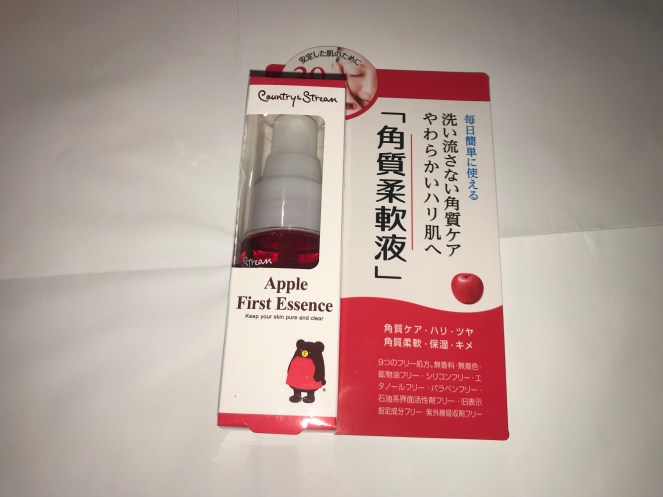 安定した肌のために
30
Country & Stream
Stream
Apple
First Essence
Keep your skin pure and clear
毎日簡単に使える
洗い流さない角質ケア
やわらかいハリ肌へ
「角質柔軟液」
角質ケア・ハリ・ツヤ
角質柔軟・保湿・キメ
9つのフリー処方。無香料・無着色・
鉱物油フリー・シリコンフリー・エ
タノールフリー・パラベンフリー・
石油系界面活性剤フリー・旧表示
指定成分フリー・紫外線吸収剤フリー